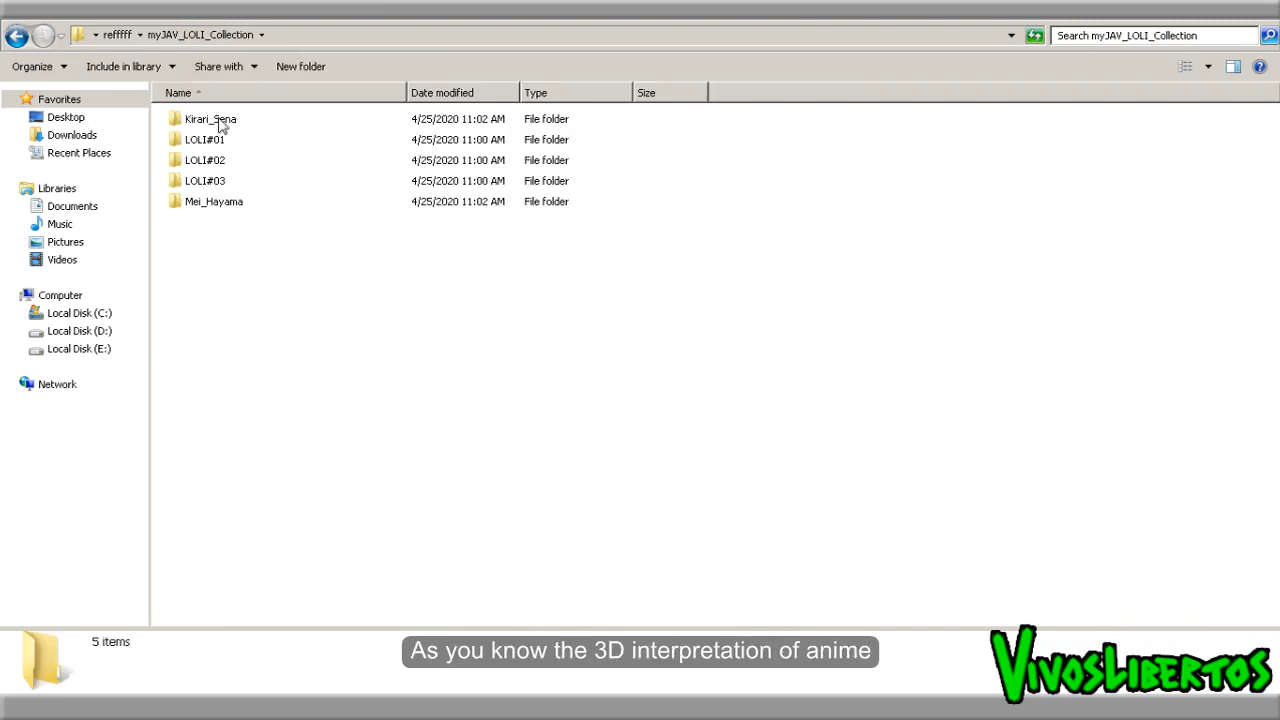 reffffff ▾ myJAV_LOLI_Collection
Search myJAV_LOLI_Collection
Organize
Include in library
Share with
New folder
Name
Date modified
Type
Size
Favorites
Desktop
Downloads
Recent Places
Libraries
Documents
Music
Pictures
Videos
Computer
Local Disk (C:)
Local Disk (D:)
Local Disk (E:)
Network
Kirari_Sena 4/25/2020 11:02 AM File folder
LOLI#01 4/25/2020 11:00 AM File folder
LOLI#02 4/25/2020 11:00 AM File folder
LOLI#03 4/25/2020 11:00 AM File folder
Mei_Hayama 4/25/2020 11:02 AM File folder
5 items
As you know the 3D interpretation of anime
VIVOSLIBERTOS